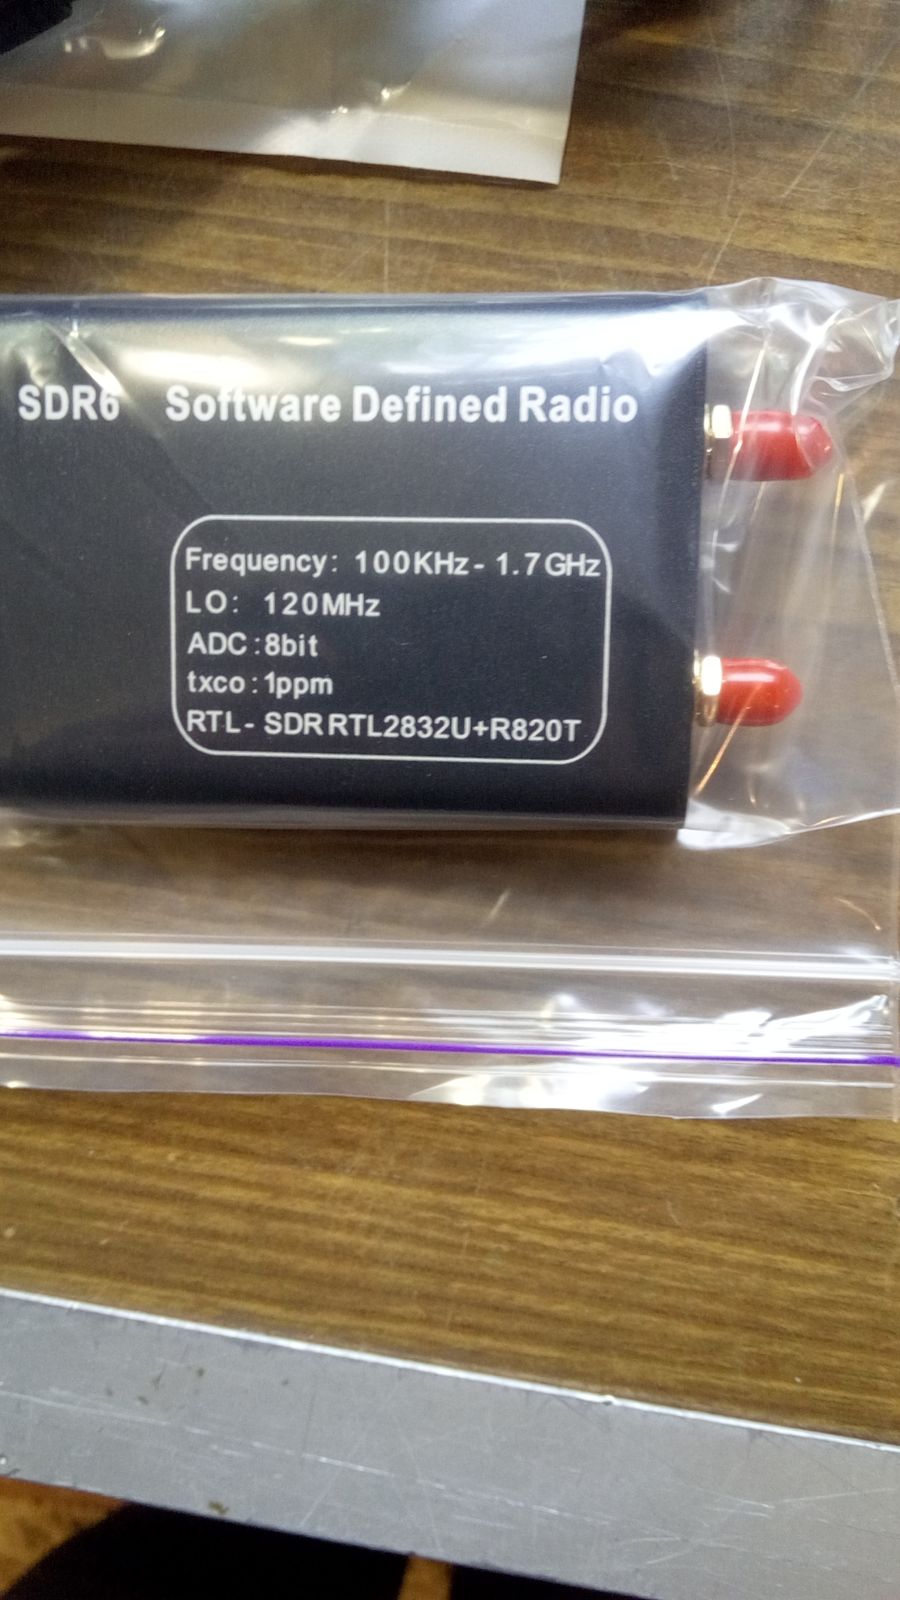 SDR6 Software Defined Radio
Frequency: 100KHz- 1.7GHz
LO: 120MHz
ADC:8bit
txco:1ppm
RTL- SDR RTL2832U+R820T